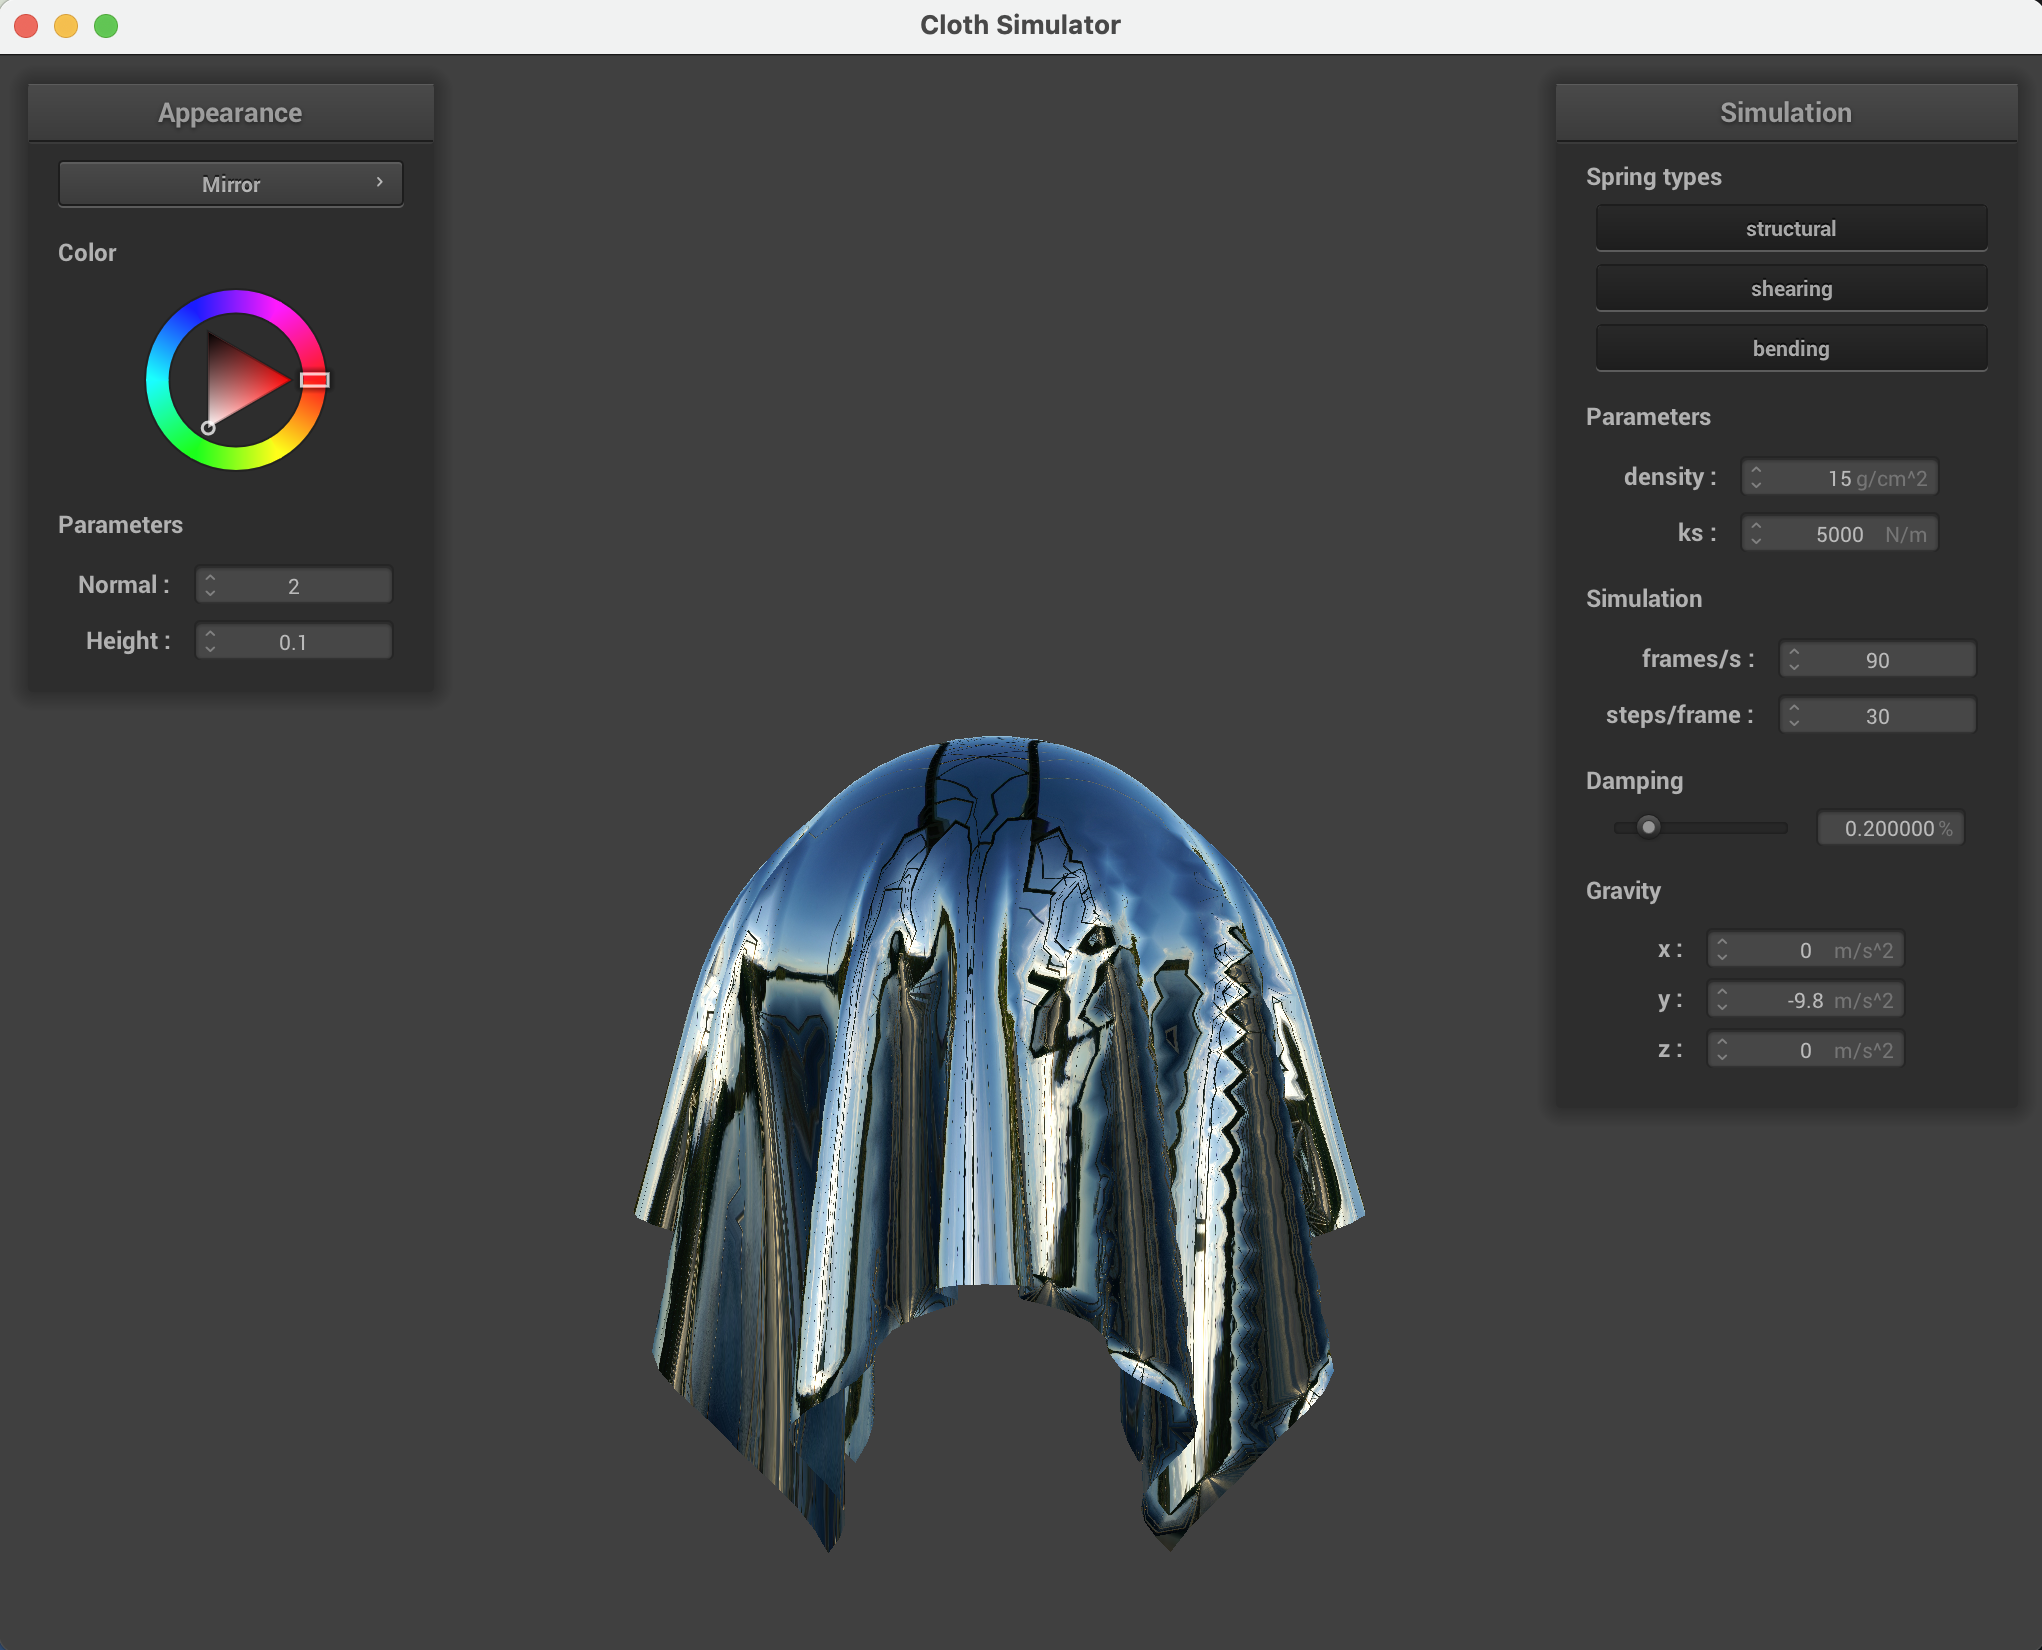 Cloth Simulator
Appearance
Mirror
Color
Parameters
Normal : 2
Height : 0.1
Simulation
Spring types
structural
shearing
bending
Parameters
density : 15 g/cm^2
ks : 5000 N/m
Simulation
frames/s : 90
steps/frame : 30
Damping
0.200000 %
Gravity
x : 0 m/s^2
y : -9.8 m/s^2
z : 0 m/s^2